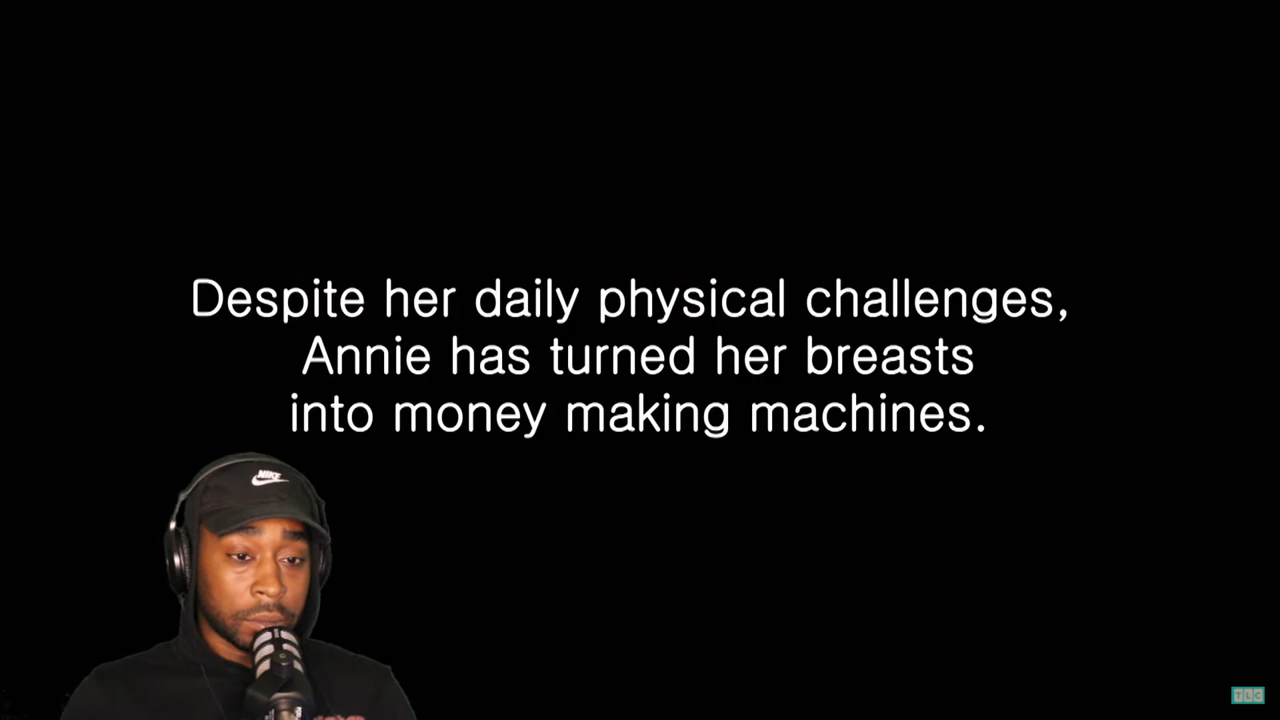 Despite her daily physical challenges,
Annie has turned her breasts
into money making machines.
NIKE
TLC